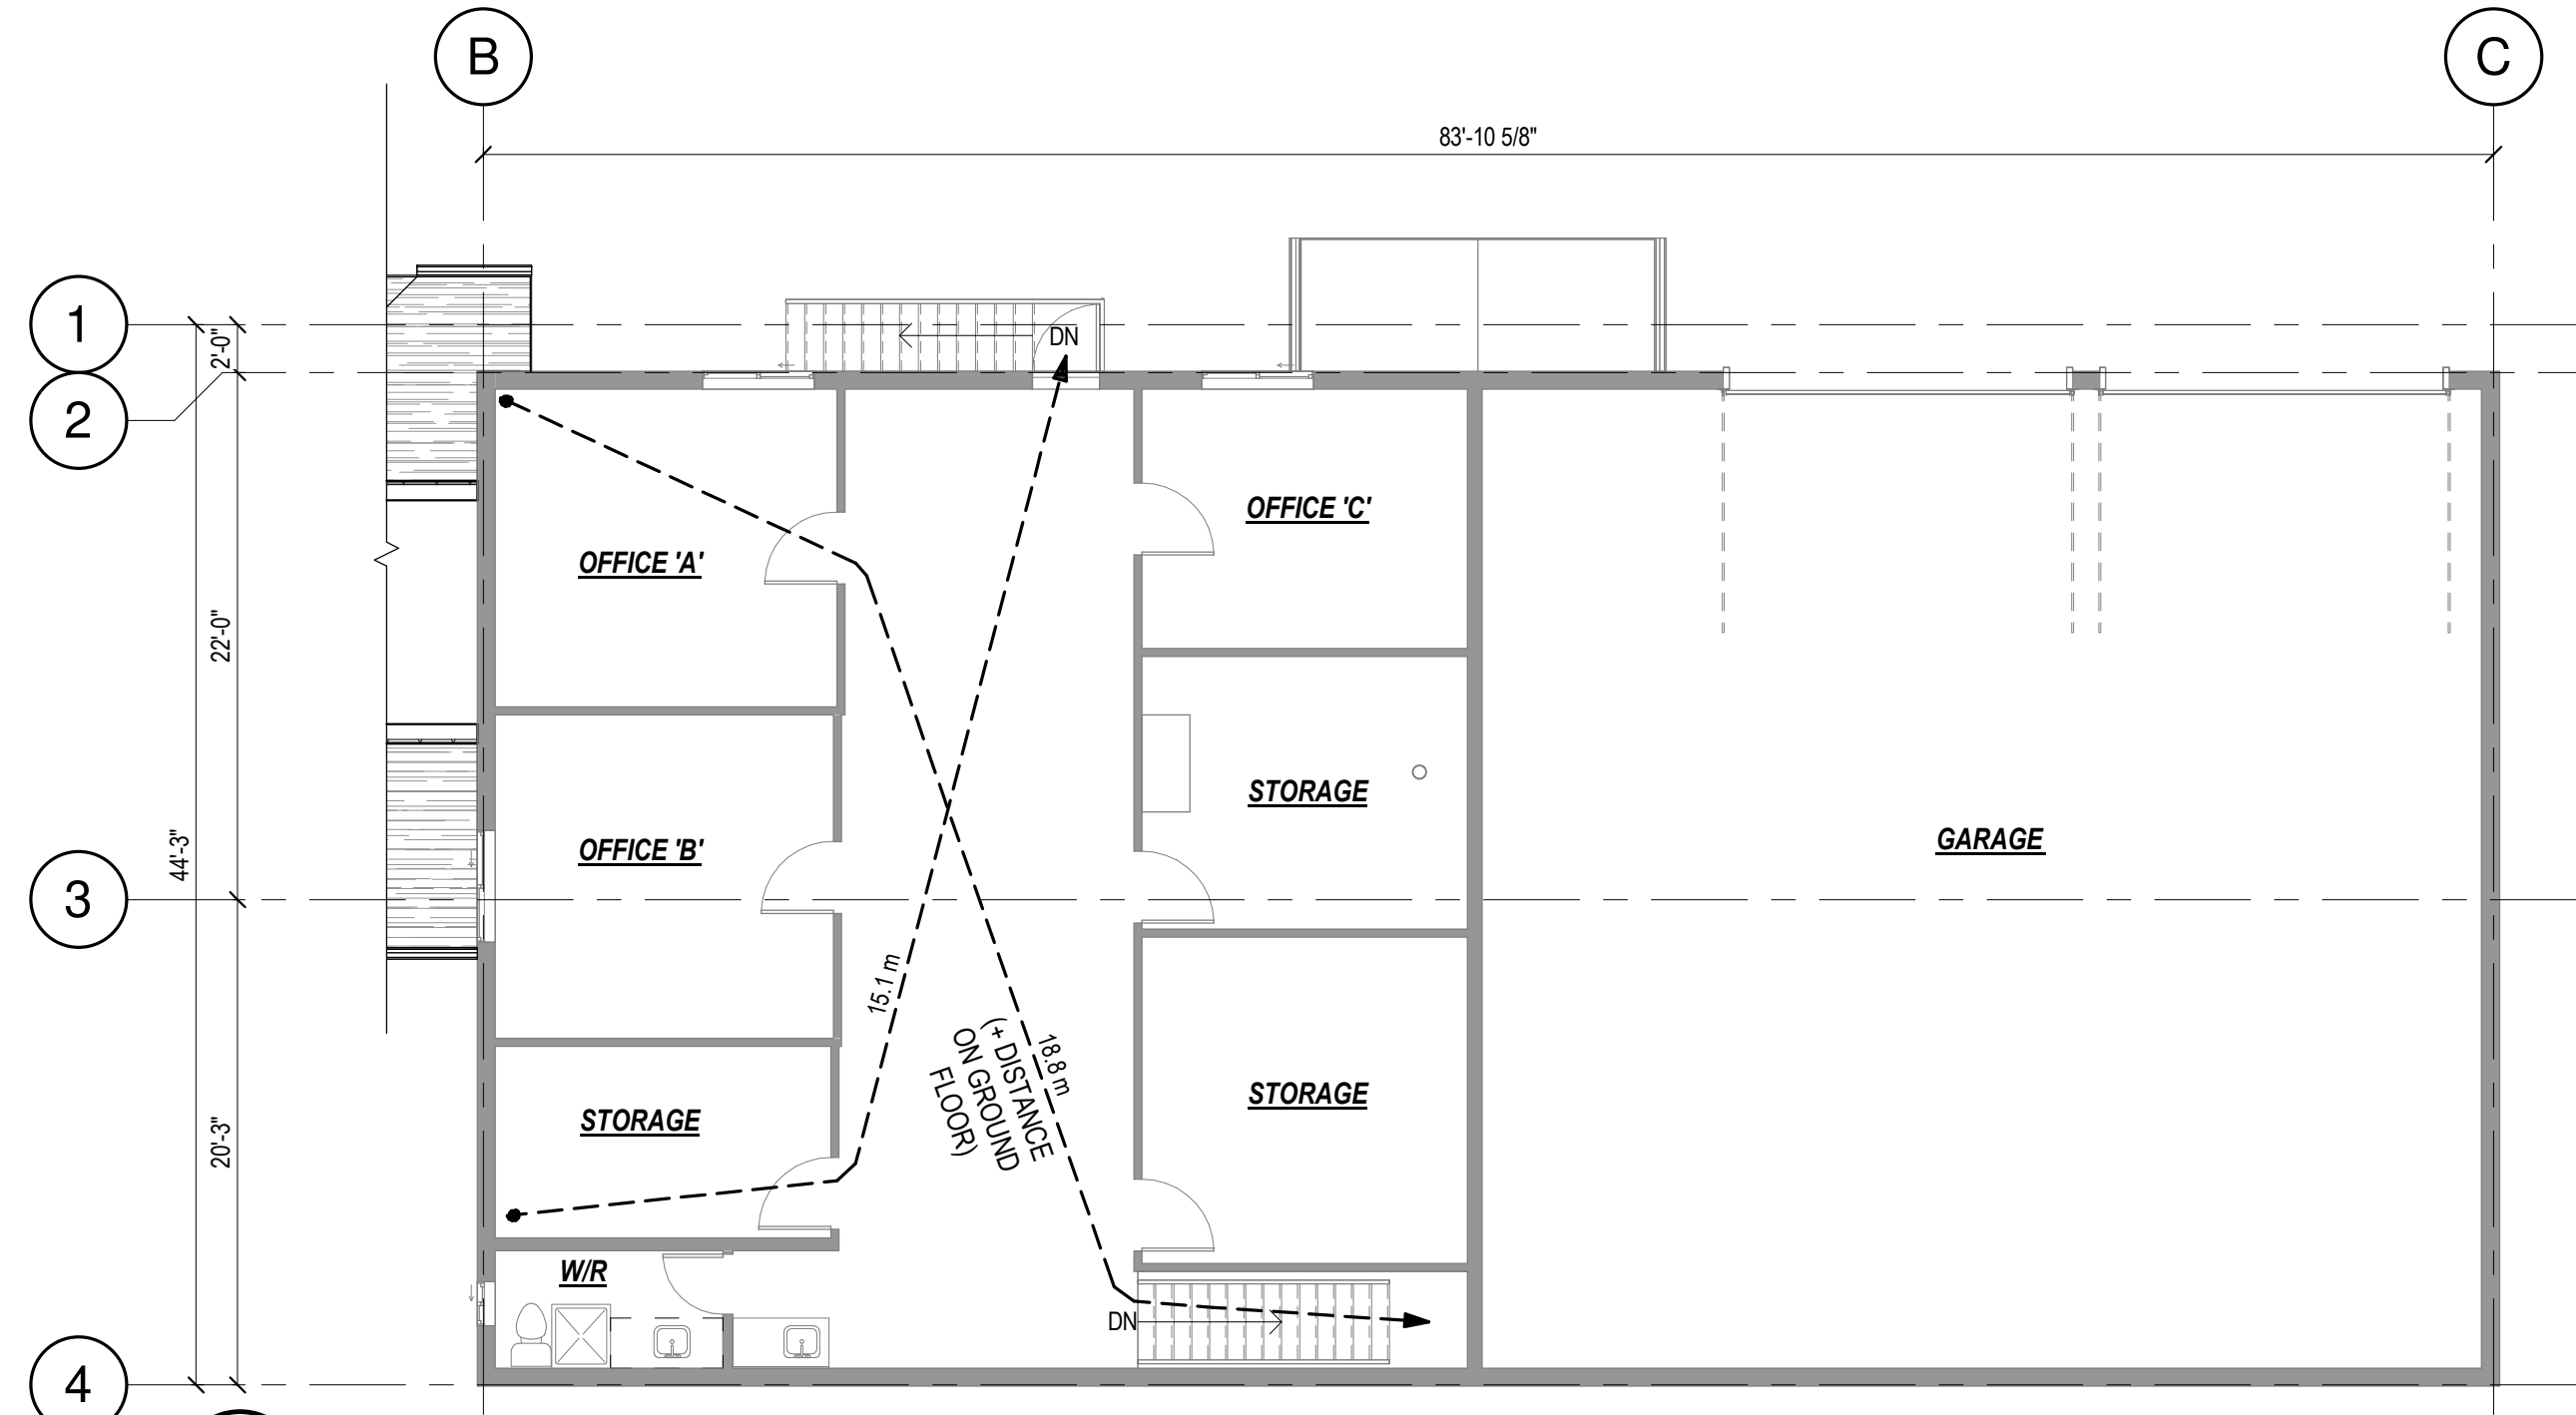 B
C
83'-10 5/8"
1
2'-0"
2
DN
OFFICE 'C'
OFFICE 'A'
22'-0"
STORAGE
GARAGE
44'-3"
OFFICE 'B'
3
15.1 m
18.8 m
(+ DISTANCE
ON GROUND
FLOOR)
STORAGE
20'-3"
STORAGE
W/R
DN
4